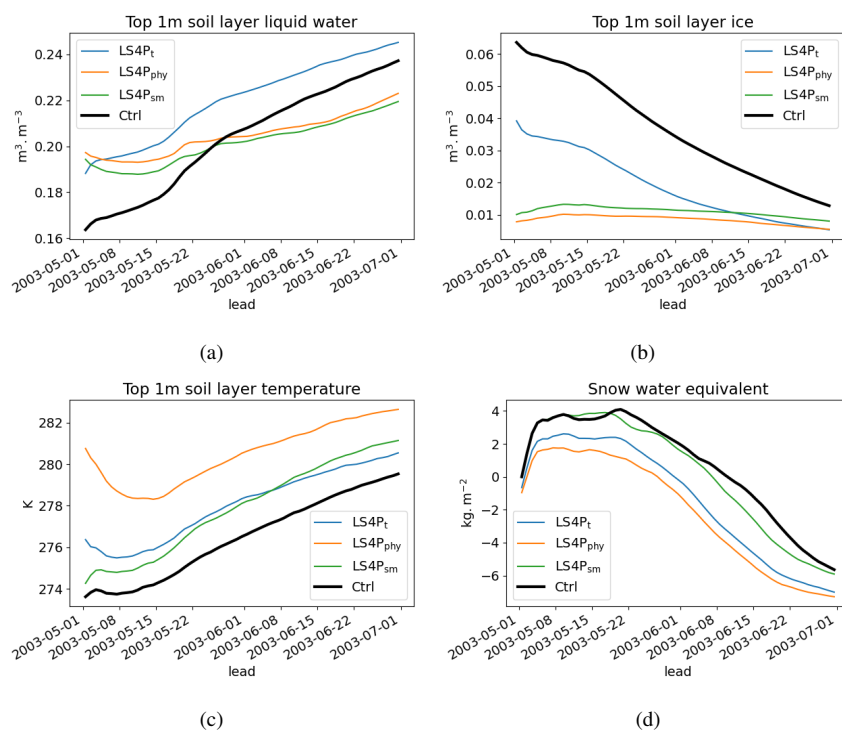 Top 1m soil layer liquid water
m³. m⁻³
0.24
0.22
0.20
0.18
0.16
LS4Pₜ
LS4Pphy
LS4Psm
Ctrl
2003-05-01
2003-05-08
2003-05-15
2003-05-22
2003-06-01
2003-06-08
2003-06-15
2003-06-22
2003-07-01
lead
(a)
Top 1m soil layer ice
m³. m⁻³
0.06
0.05
0.04
0.03
0.02
0.01
LS4Pₜ
LS4Pphy
LS4Psm
Ctrl
2003-05-01
2003-05-08
2003-05-15
2003-05-22
2003-06-01
2003-06-08
2003-06-15
2003-06-22
2003-07-01
lead
(b)
Top 1m soil layer temperature
K
282
280
278
276
274
LS4Pₜ
LS4Pphy
LS4Psm
Ctrl
2003-05-01
2003-05-08
2003-05-15
2003-05-22
2003-06-01
2003-06-08
2003-06-15
2003-06-22
2003-07-01
lead
(c)
Snow water equivalent
kg. m⁻²
4
2
0
−2
−4
−6
LS4Pₜ
LS4Pphy
LS4Psm
Ctrl
2003-05-01
2003-05-08
2003-05-15
2003-05-22
2003-06-01
2003-06-08
2003-06-15
2003-06-22
2003-07-01
lead
(d)